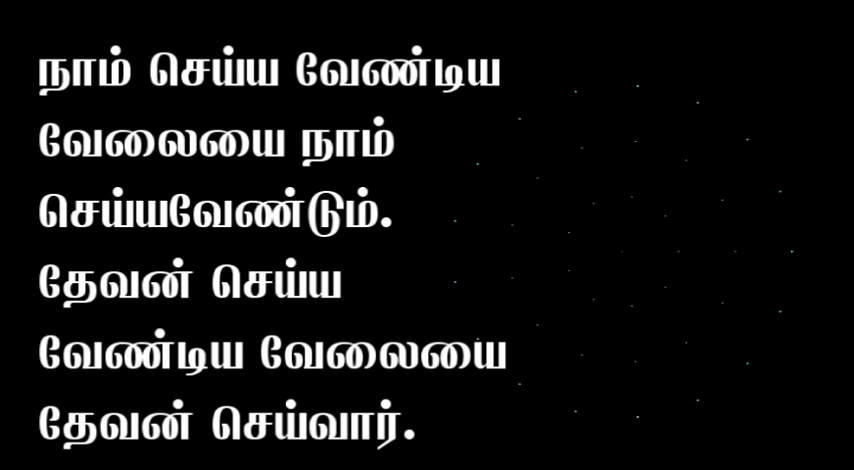 நாம் செய்ய வேண்டிய
வேலையை நாம்
செய்யவேண்டும்.
தேவன் செய்ய
வேண்டிய வேலையை
தேவன் செய்வார்.